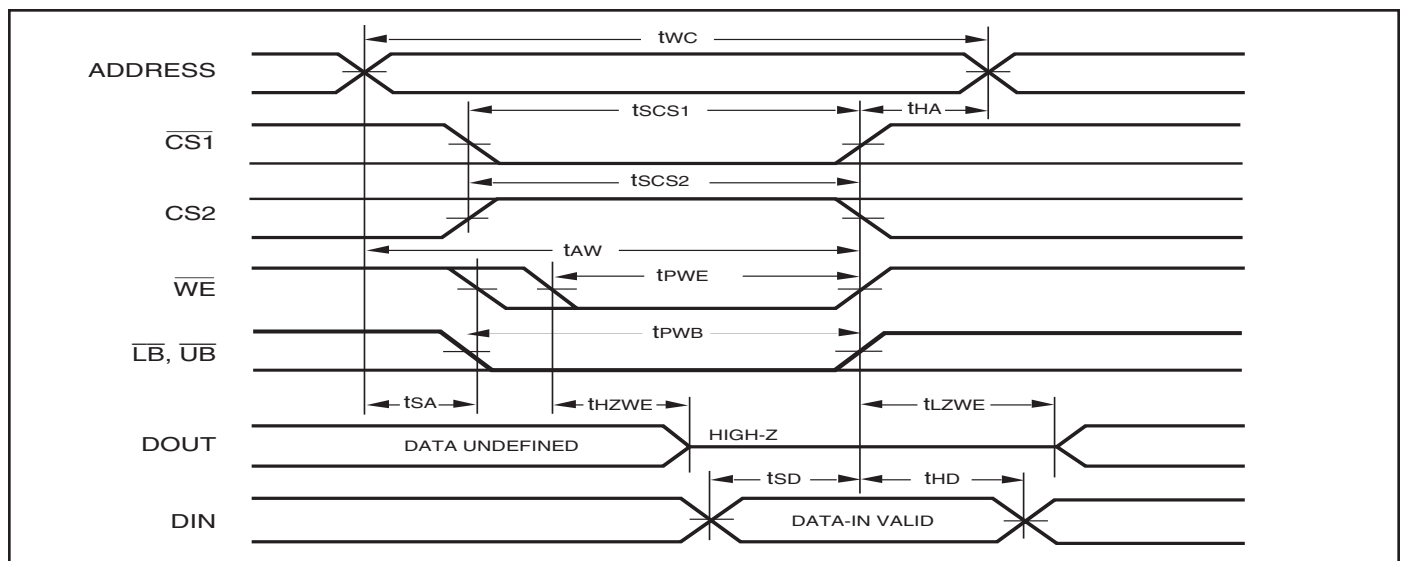 tWC
ADDRESS
tSCS1
tHA
CS1
tSCS2
CS2
tAW
WE
tPWE
LB, UB
tPWB
tSA
tHZWE
tLZWE
DOUT
DATA UNDEFINED
HIGH-Z
tSD
tHD
DIN
DATA-IN VALID